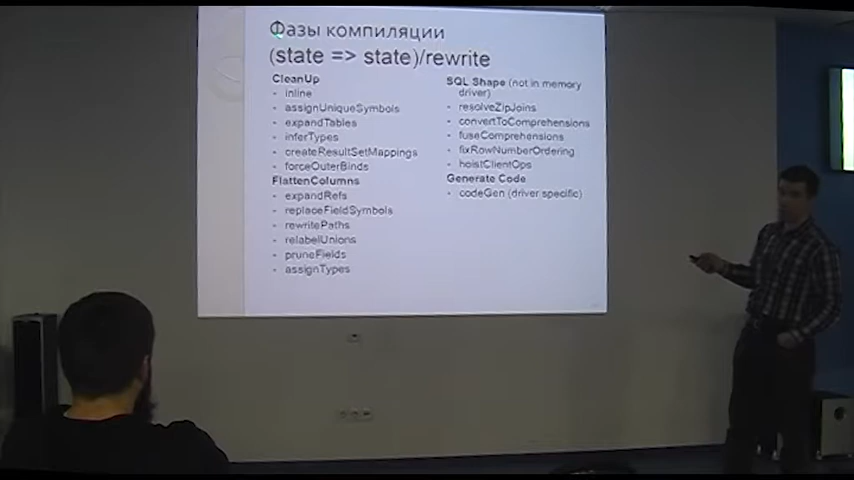 Фазы компиляции
(state => state)/rewrite
CleanUp
- inline
- assignUniqueSymbols
- expandTables
- inferTypes
- createResultSetMappings
- forceOuterBinds
FlattenColumns
- expandRefs
- replaceFieldSymbols
- rewritePaths
- relabelUnions
- pruneFields
- assignTypes
SQL Shape (not in memory
driver)
- resolveZipJoins
- convertToComprehensions
- fuseComprehensions
- fixRowNumberOrdering
- hoistClientOps
Generate Code
- codeGen (driver specific)